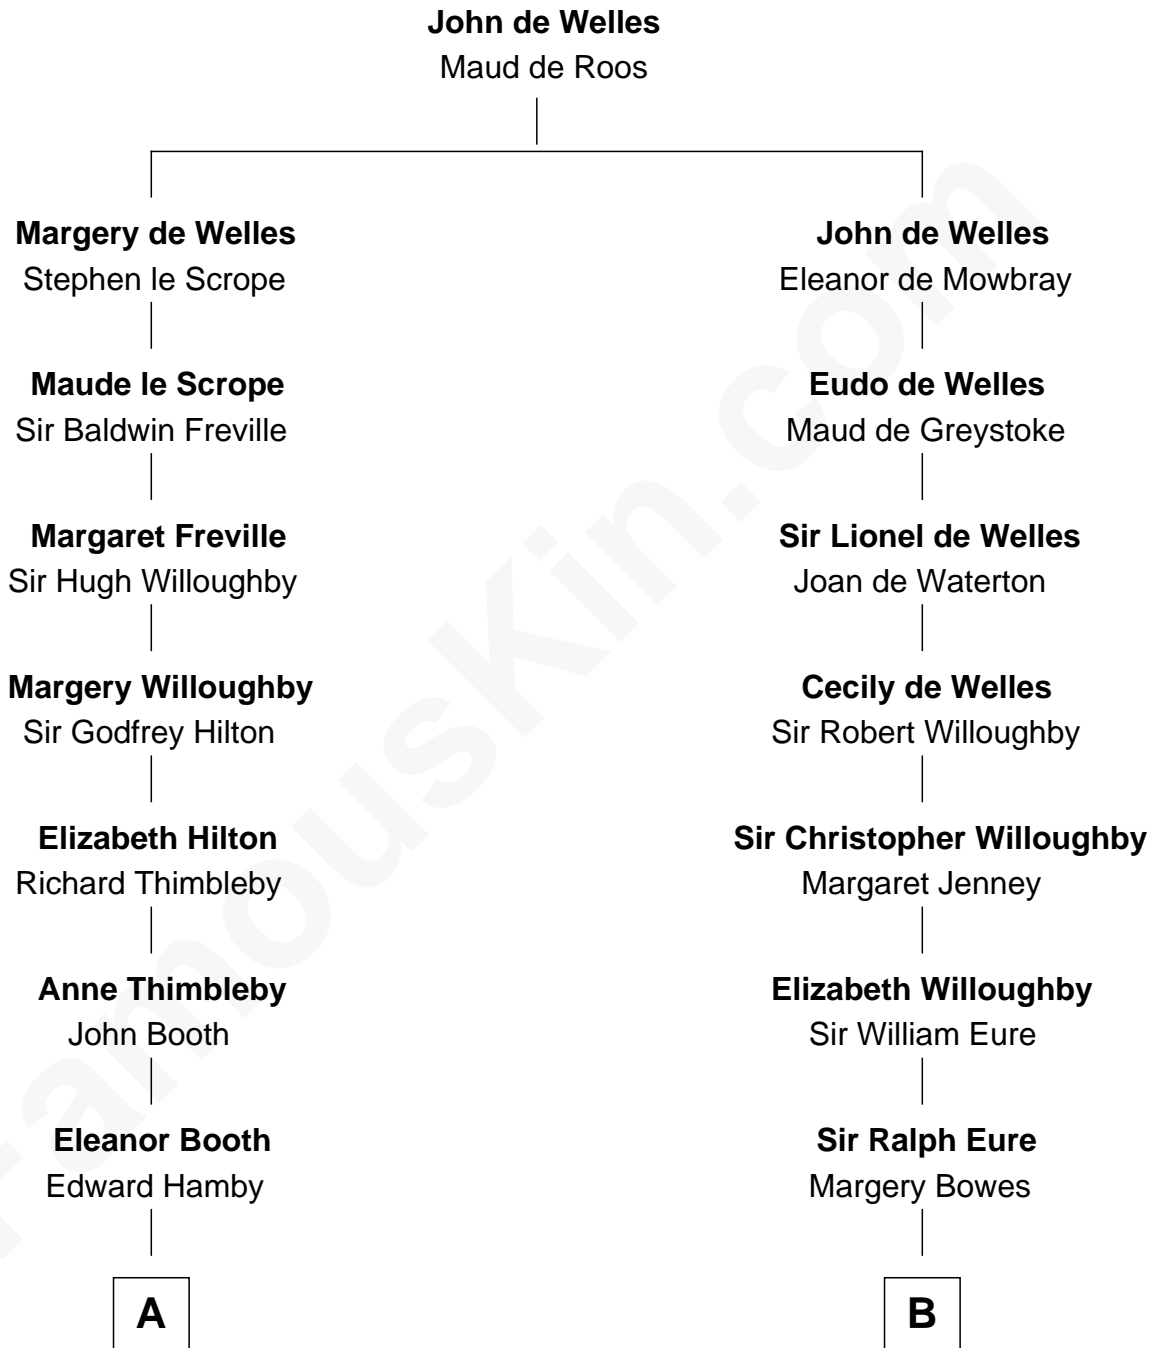 John de Welles
Maud de Roos
Margery de Welles
Stephen le Scrope
John de Welles
Eleanor de Mowbray
Maude le Scrope
Sir Baldwin Freville
Eudo de Welles
Maud de Greystoke
Margaret Freville
Sir Hugh Willoughby
Sir Lionel de Welles
Joan de Waterton
Margery Willoughby
Sir Godfrey Hilton
Cecily de Welles
Sir Robert Willoughby
Elizabeth Hilton
Richard Thimbleby
Sir Christopher Willoughby
Margaret Jenney
Anne Thimbleby
John Booth
Elizabeth Willoughby
Sir William Eure
Eleanor Booth
Edward Hamby
Sir Ralph Eure
Margery Bowes
A
B
FamousKin.com